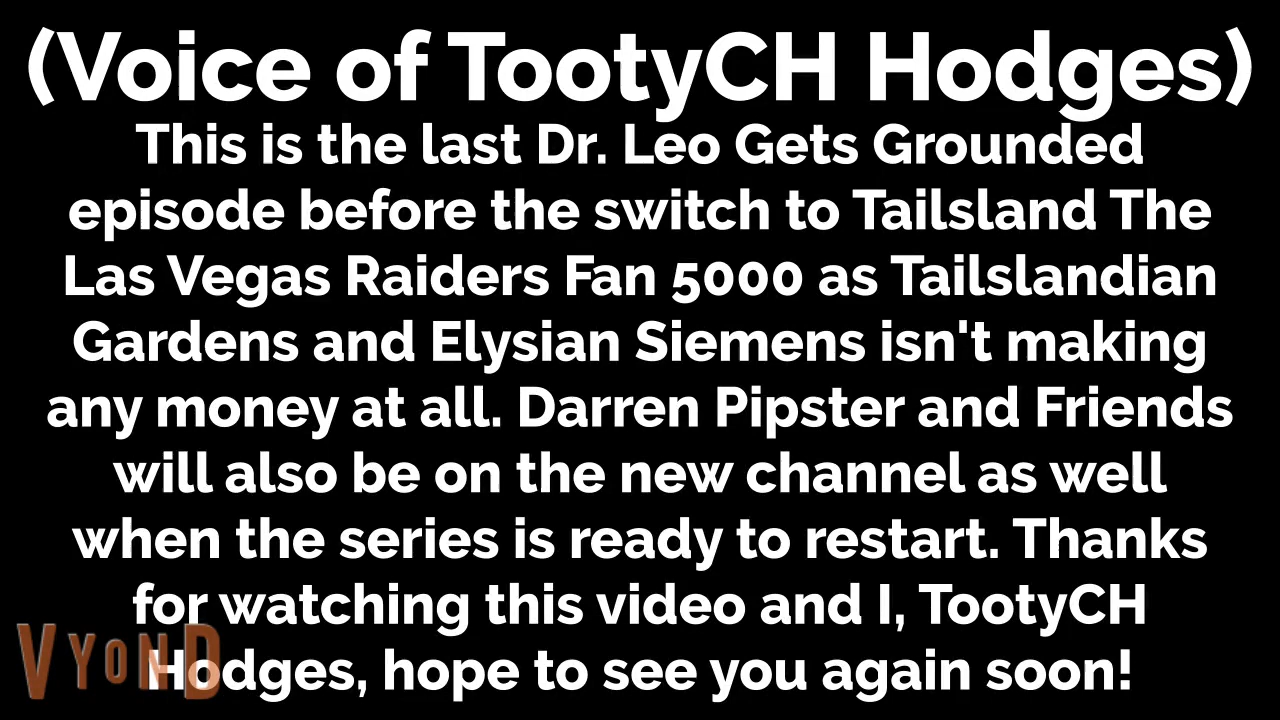 (Voice of TootyCH Hodges)
This is the last Dr. Leo Gets Grounded
episode before the switch to Tailsland The
Las Vegas Raiders Fan 5000 as Tailslandian
Gardens and Elysian Siemens isn't making
any money at all. Darren Pipster and Friends
will also be on the new channel as well
when the series is ready to restart. Thanks
for watching this video and I, TootyCH
Hodges, hope to see you again soon!
VYOND